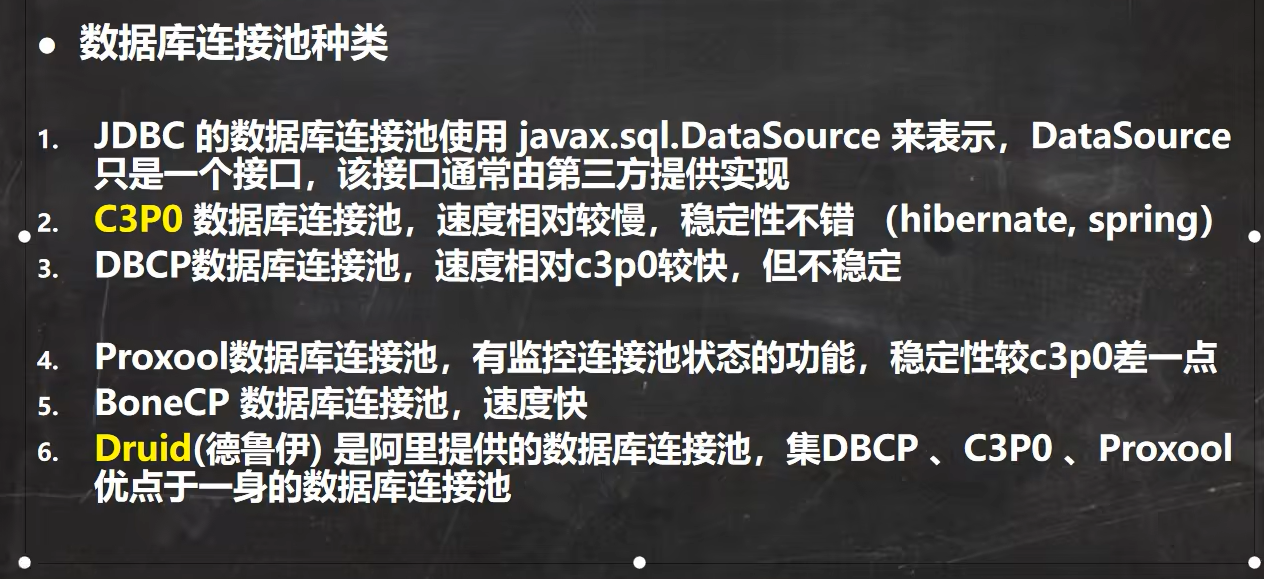 ● 数据库连接池种类
1. JDBC 的数据库连接池使用 javax.sql.DataSource 来表示，DataSource
只是一个接口，该接口通常由第三方提供实现
2. C3P0 数据库连接池，速度相对较慢，稳定性不错 （hibernate, spring）
3. DBCP数据库连接池，速度相对c3p0较快，但不稳定
4. Proxool数据库连接池，有监控连接池状态的功能，稳定性较c3p0差一点
5. BoneCP 数据库连接池，速度快
6. Druid(德鲁伊) 是阿里提供的数据库连接池，集DBCP 、C3P0 、Proxool
优点于一身的数据库连接池